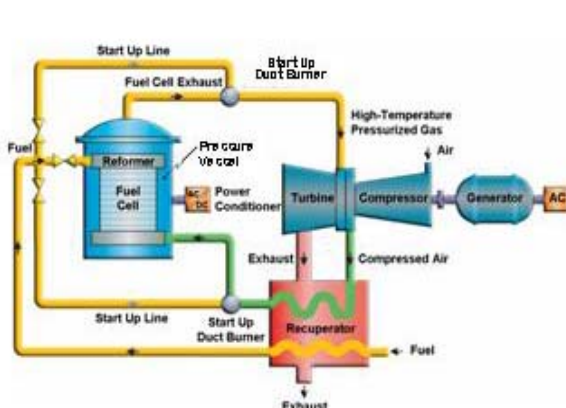 Start Up Line
Start Up
Duct Burner
Fuel Cell Exhaust
High-Temperature
Pressurized Gas
Fuel
Pressure
Vessel
Air
Reformer
Fuel
Cell
AC
DC
Power
Conditioner
Turbine
Compressor
Generator
AC
Exhaust
Compressed Air
Start Up Line
Start Up
Duct Burner
Recuperator
Fuel
Exhaust